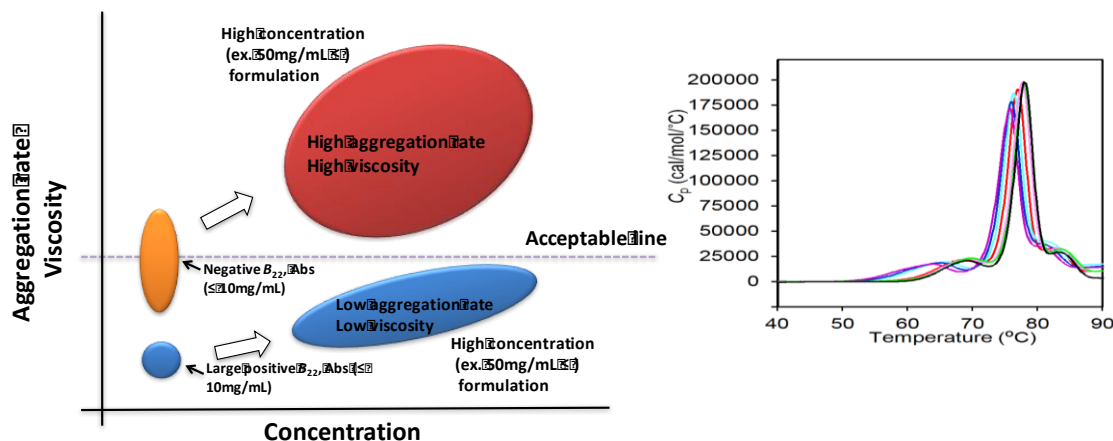 High⍰concentration
(ex.⍰50mg/mL⍰≤⍰)
formulation
High⍰aggregation⍰rate
High⍰viscosity
Aggregation⍰rate⍰
Viscosity
Acceptable⍰line
Negative B22,⍰Abs
(≤⍰10mg/mL)
Low⍰aggregation⍰rate
Low⍰viscosity
Large⍰positive⍰B22,⍰Abs⍰(≤⍰
10mg/mL)
High⍰concentration
(ex.⍰50mg/mL⍰≤⍰)
formulation
Concentration
Cp (cal/mol/°C)
200000
175000
150000
125000
100000
75000
50000
25000
0
40 50 60 70 80 90
Temperature (°C)